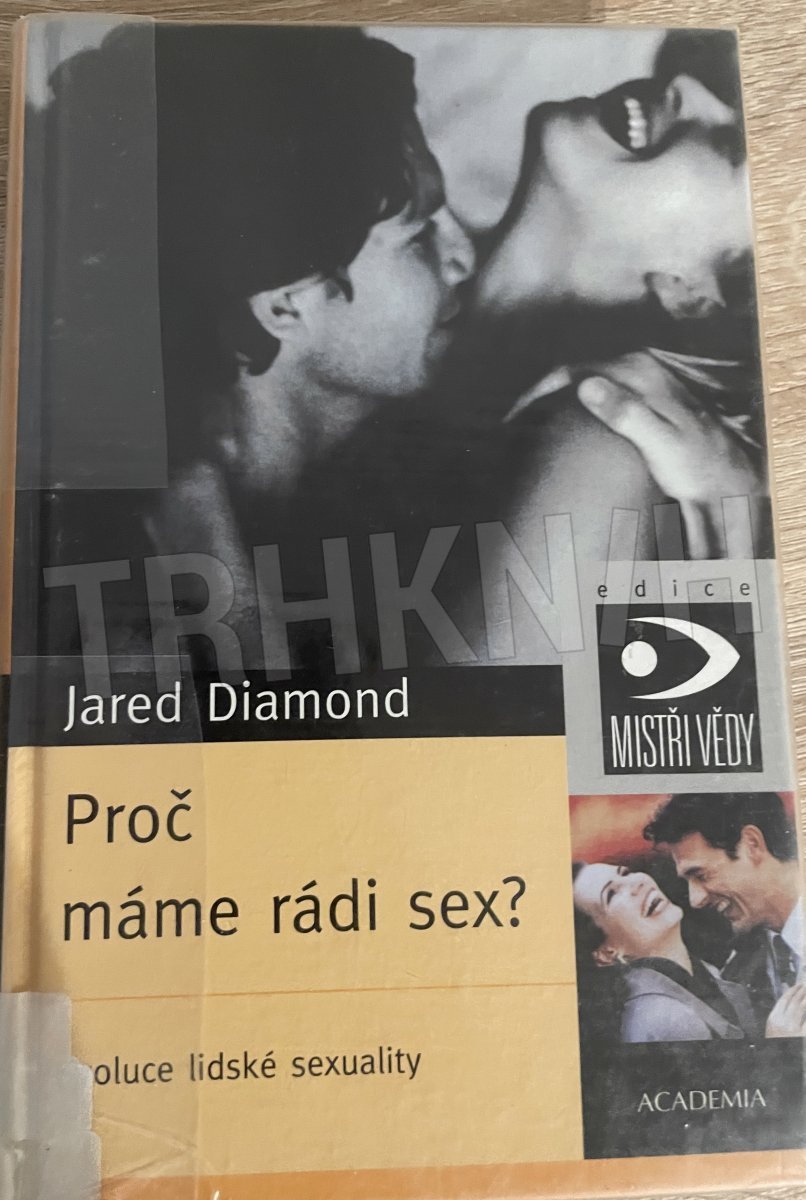 TRHKNIH
edice
MISTŘI VĚDY
Jared Diamond
Proč
máme rádi sex?
oluce lidské sexuality
ACADEMIA